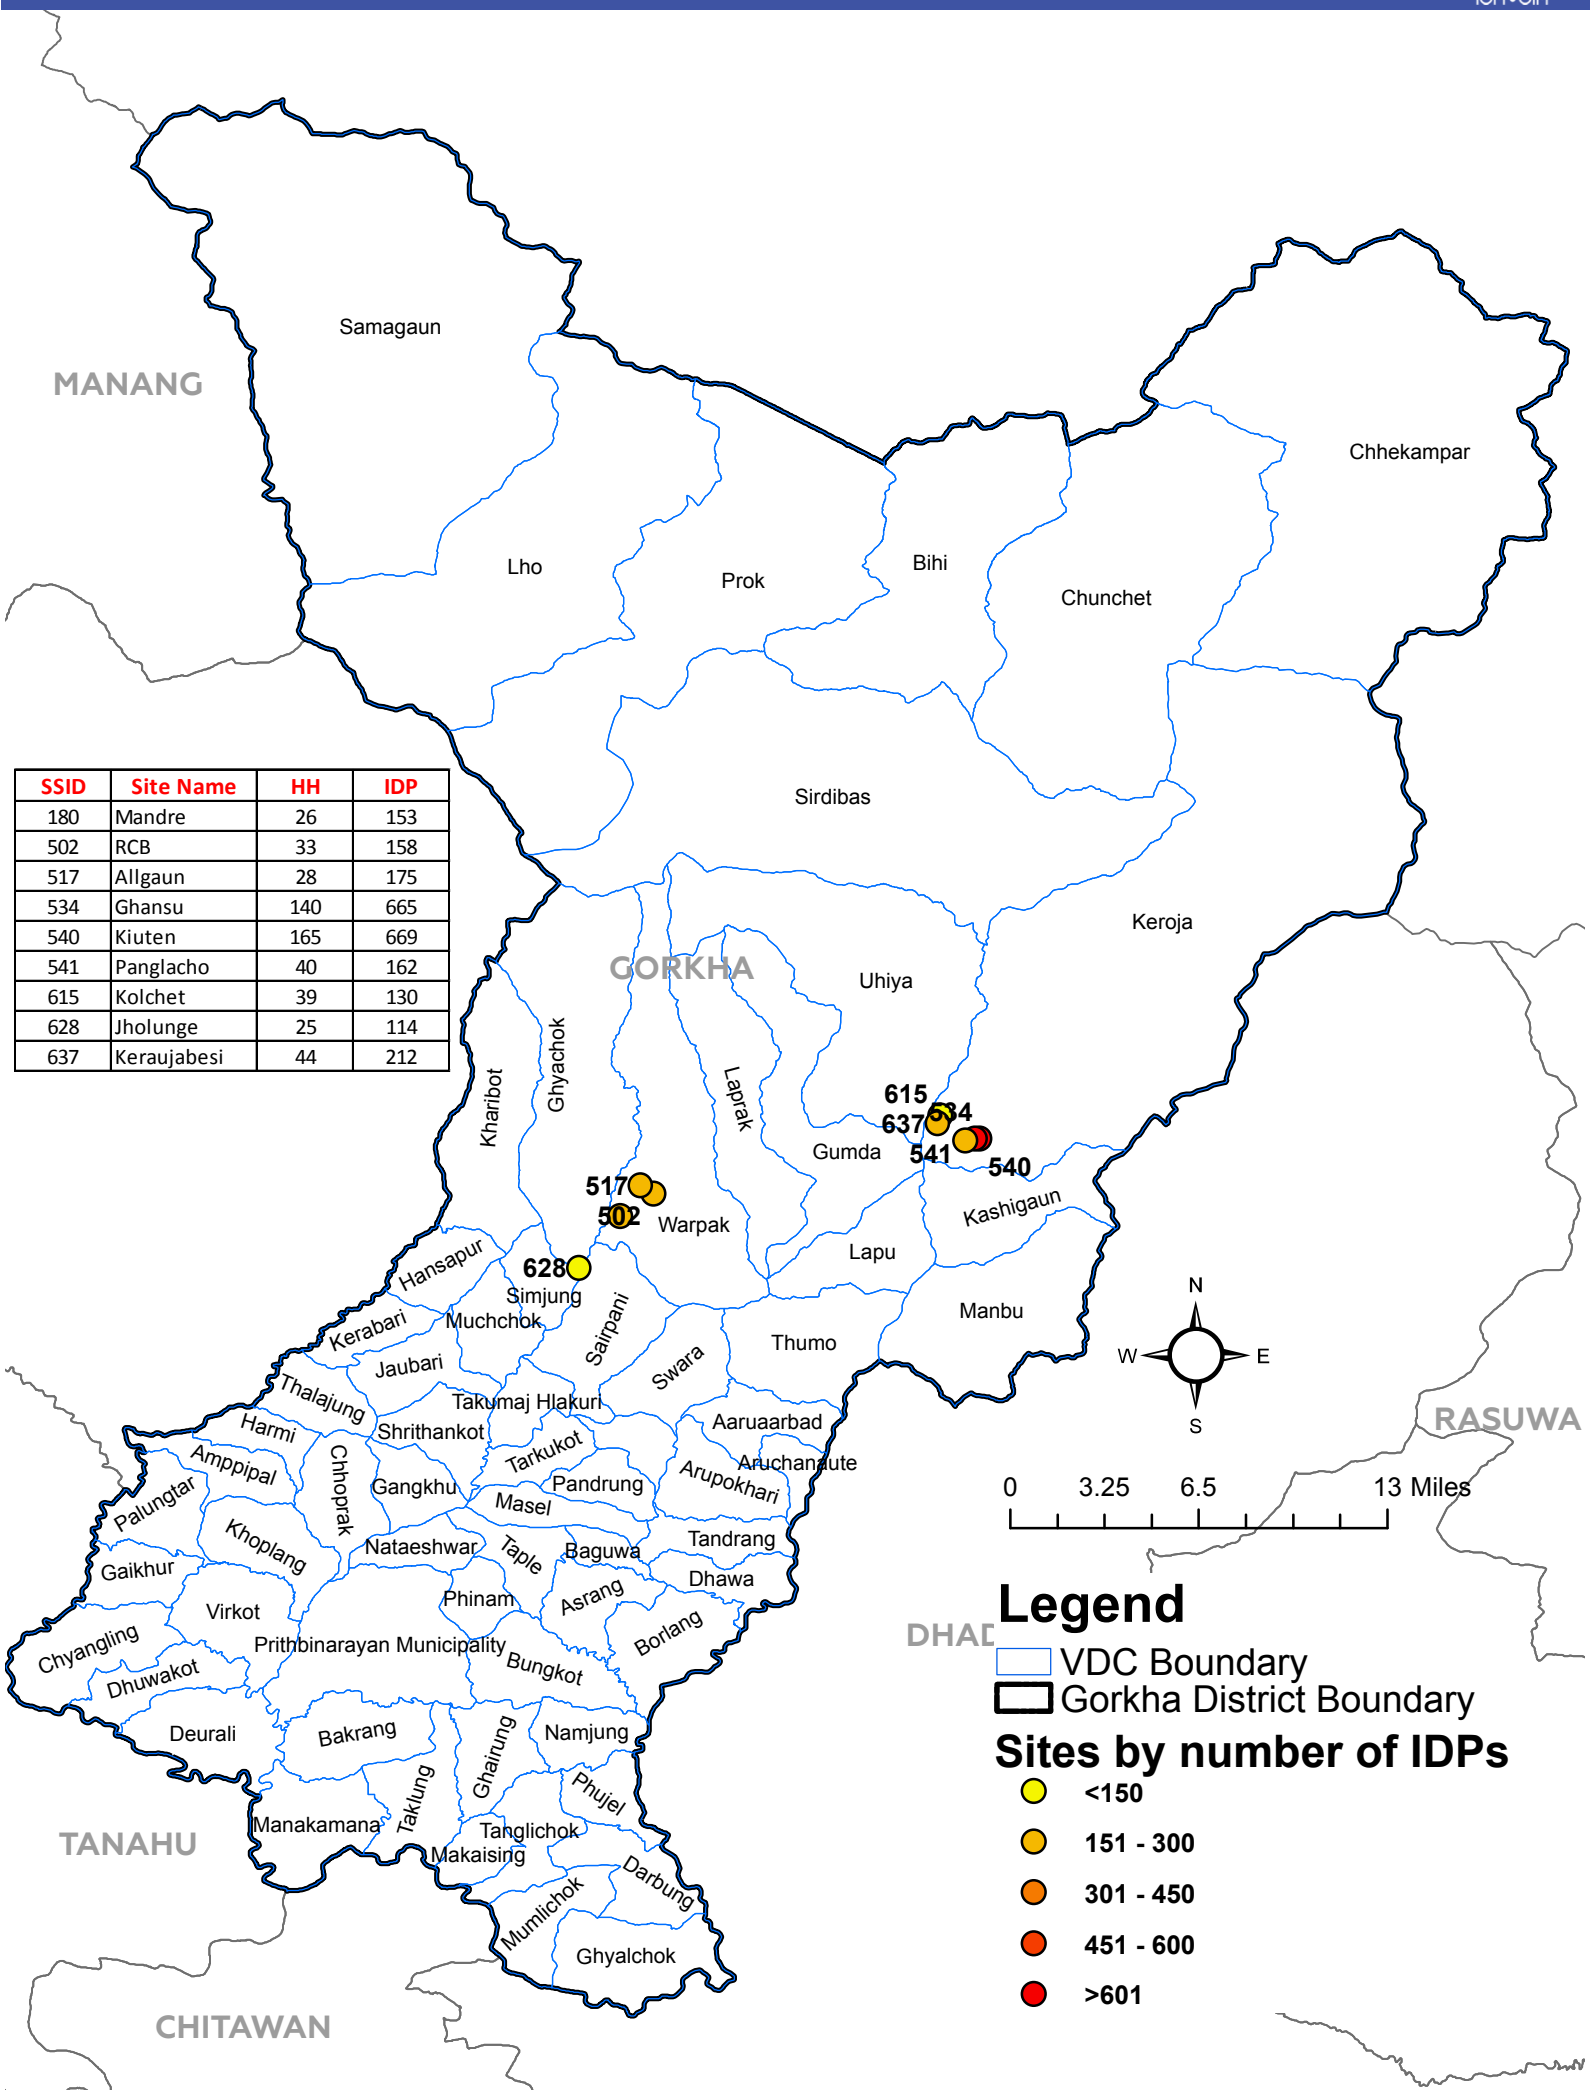 Samagaun
MANANG
Chhekampar
Lho
Prok
Bihi
Chunchet
SSID Site Name HH IDP
180 Mandre 26 153
502 RCB 33 158
517 Allgaun 28 175
534 Ghansu 140 665
540 Kiuten 165 669
541 Panglacho 40 162
615 Kolchet 39 130
628 Jholunge 25 114
637 Keraujabesi 44 212
Sirdibas
Keroja
GORKHA
Uhiya
Ghyachok
Kharibot
Laprak
615
534
637
541
540
Gumda
517
502
Warpak
Kashigaun
Lapu
Hansapur
628
Simjung
Muchchok
Sairpani
Manbu
Kerabari
Thumo
Jaubari
Swara
N
W E
S
Thalajung
Takumaj Hlakuri
Harmi
Shrithankot
Aaruaarbad
RASUWA
Amppipal
Chhoprak
Tarkukot
Aruchanaute
Palungtar
Gangkhu
Pandrung
Arupokhari
Masel
0 3.25 6.5 13 Miles
Khoplang
Nataeshwar
Taple
Baguwa
Tandrang
Gaikhur
Dhawa
Virkot
Phinam
Asrang
Chyangling
Prithbinarayan Municipality
Borlang
Dhuwakot
Bungkot
DHAD
Legend
VDC Boundary
Gorkha District Boundary
Sites by number of IDPs
<150
151 - 300
301 - 450
451 - 600
>601
Deurali
Bakrang
Ghairung
Namjung
Taklung
Phujel
Manakamana
Tanglichok
TANAHU
Makaising
Darbung
Mumlichok
Ghyalchok
CHITAWAN